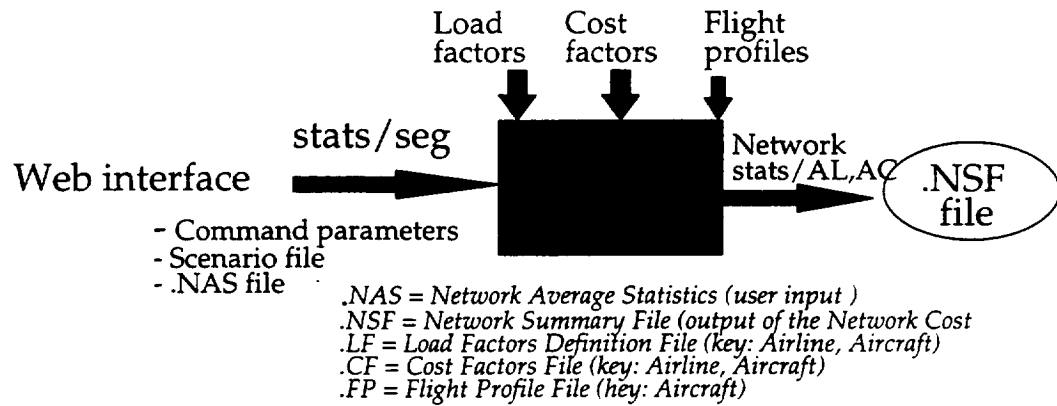 Load factors
Cost factors
Flight profiles
stats/seg
Web interface
Network stats/AL,AC
.NSF file
- Command parameters
- Scenario file
- .NAS file
.NAS = Network Average Statistics (user input )
.NSF = Network Summary File (output of the Network Cost
.LF = Load Factors Definition File (key: Airline, Aircraft)
.CF = Cost Factors File (key: Airline, Aircraft)
.FP = Flight Profile File (hey: Aircraft)